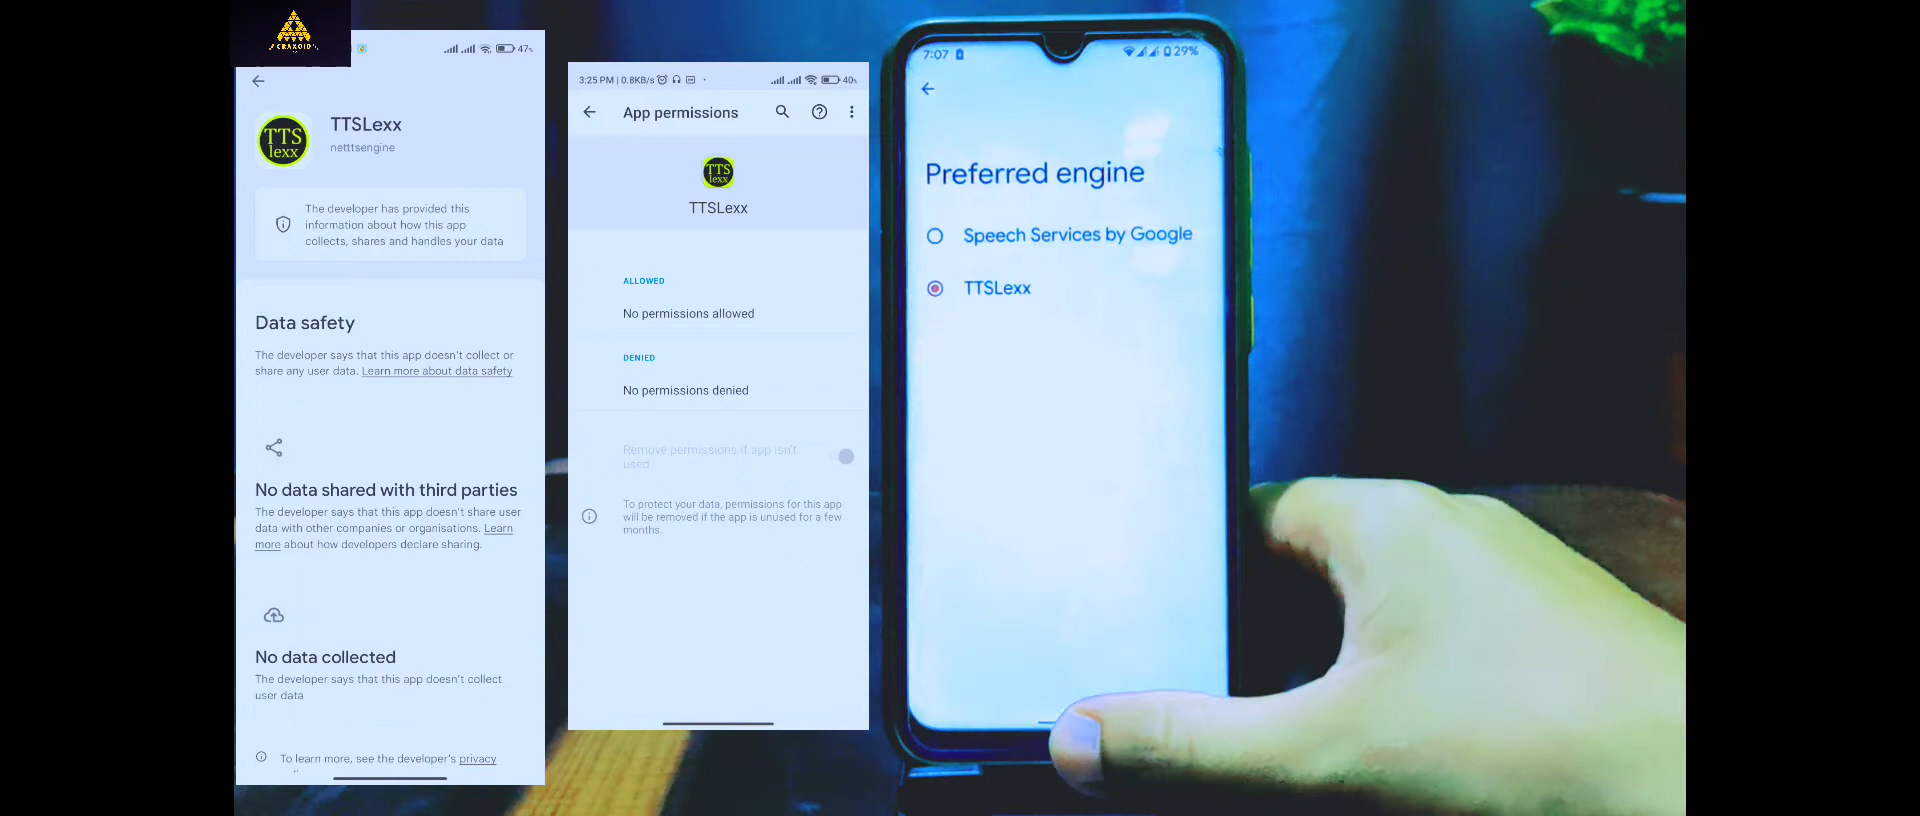 CRAXOID
47%
TTS
lexx
TTSLexx
netttsengine
The developer has provided this
information about how this app
collects, shares and handles your data
Data safety
The developer says that this app doesn't collect or
share any user data. Learn more about data safety
No data shared with third parties
The developer says that this app doesn't share user
data with other companies or organisations. Learn
more about how developers declare sharing.
No data collected
The developer says that this app doesn't collect
user data
To learn more, see the developer's privacy
3:25 PM | 0.8KB/s
40%
App permissions
TTS
lexx
TTSLexx
ALLOWED
No permissions allowed
DENIED
No permissions denied
Remove permissions if app isn't
used
To protect your data, permissions for this app
will be removed if the app is unused for a few
months.
7:07
29%
Preferred engine
Speech Services by Google
TTSLexx